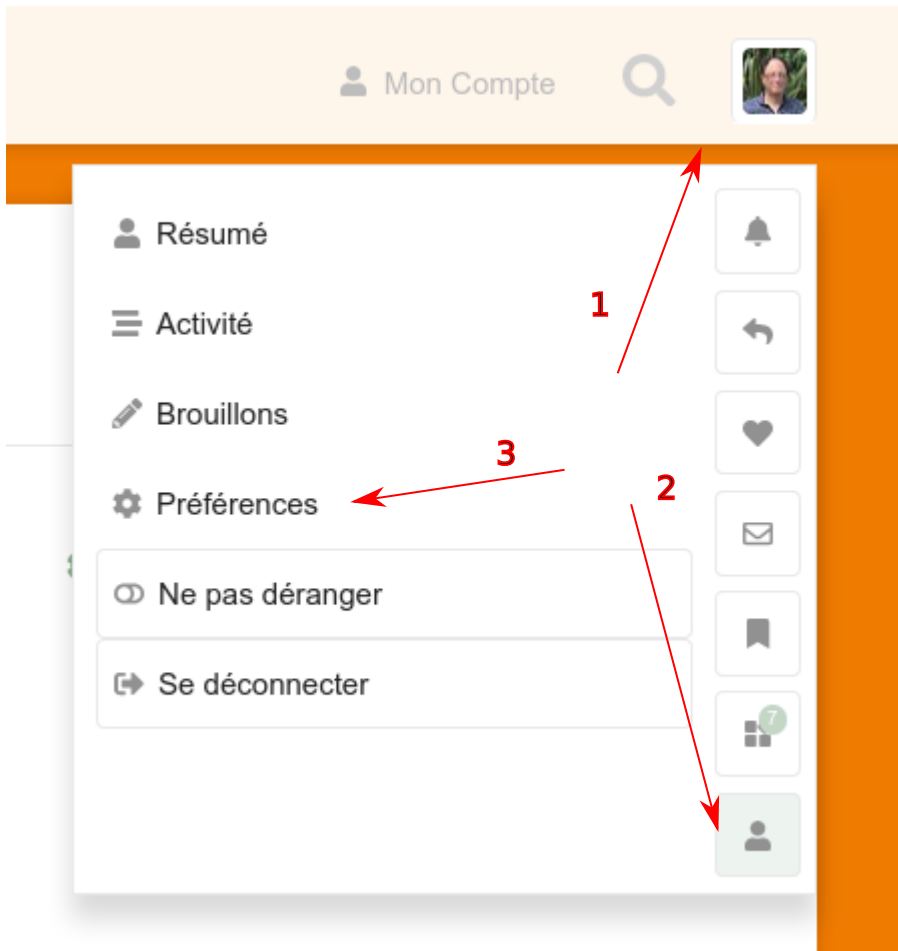 Mon Compte
Résumé
Activité
1
Brouillons
3
Préférences
2
Ne pas déranger
Se déconnecter
7